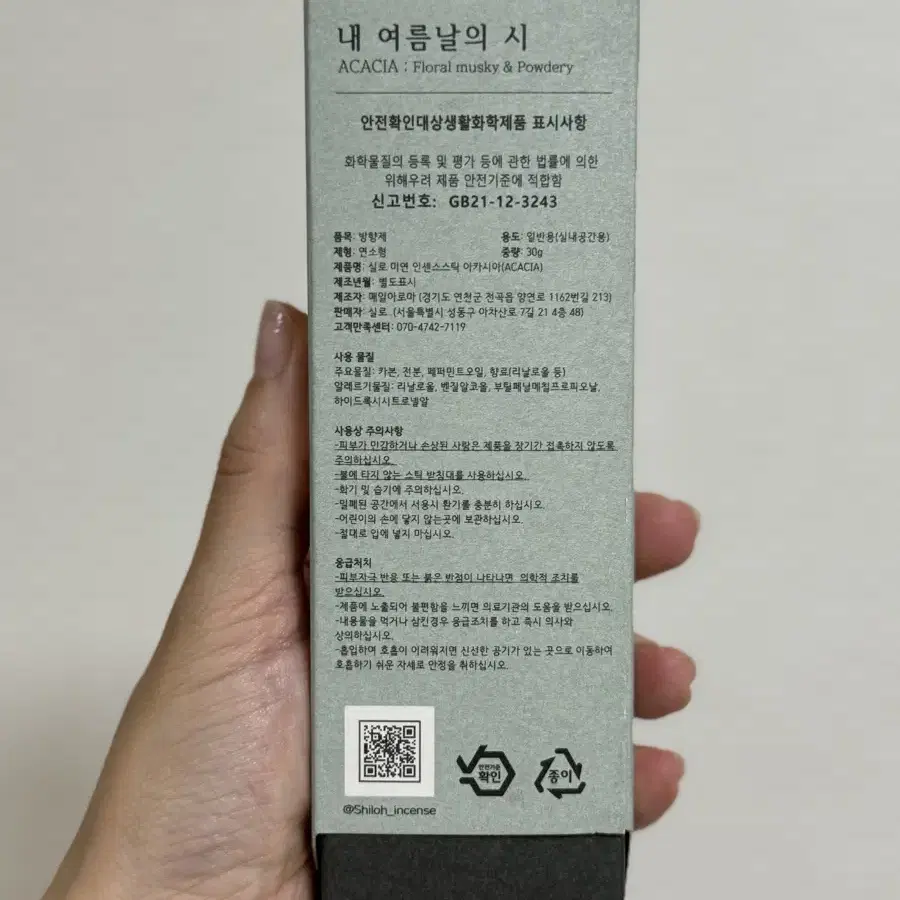 내 여름날의 시
ACACIA : Floral musky & Powdery
안전확인대상생활화학제품 표시사항
화학물질의 등록 및 평가 등에 관한 법률에 의한
위해우려 제품 안전기준에 적합함
신고번호: GB21-12-3243
품목: 방향제 용도: 일반용(실내공간용)
제형: 연소형 중량: 30g
제품명: 실로 미연 인센스스틱 아카시아(ACACIA)
제조년월: 별도표시
제조자: 메일아로마 (경기도 연천군 전곡읍 양연로 1162번길 213)
판매자: 실로 (서울특별시 성동구 아차산로 7길 21 4층 48)
고객만족센터: 070-4742-7119
사용 물질
주요물질: 카본, 전분, 페퍼민트오일, 향료(리날로울 등)
알레르기물질: 리날로울, 벤질알코올, 부틸페닐메칠프로피오날,
하이드록시시트로넬알
사용상 주의사항
-피부가 민감하거나 손상된 사람은 제품을 장기간 접촉하지 않도록
주의하십시오.
-불에 타지 않는 스틱 받침대를 사용하십시오.
-화기 및 습기에 주의하십시오.
-밀폐된 공간에서 서용시 환기를 충분히 하십시오.
-어린이의 손에 닿지 않는곳에 보관하십시오.
-절대로 입에 넣지 마십시오.
응급처치
-피부자극 반응 또는 붉은 반점이 나타나면 의학적 조치를
받으십시오.
-제품에 노출되어 불편함을 느끼면 의료기관의 도움을 받으십시오.
-내용물을 먹거나 삼킨경우 응급조치를 하고 즉시 의사와
상의하십시오.
-흡입하여 호흡이 어려워지면 신선한 공기가 있는 곳으로 이동하여
호흡하기 쉬운 자세로 안정을 취하십시오.
안전기준
확인
종이
@Shiloh_incense